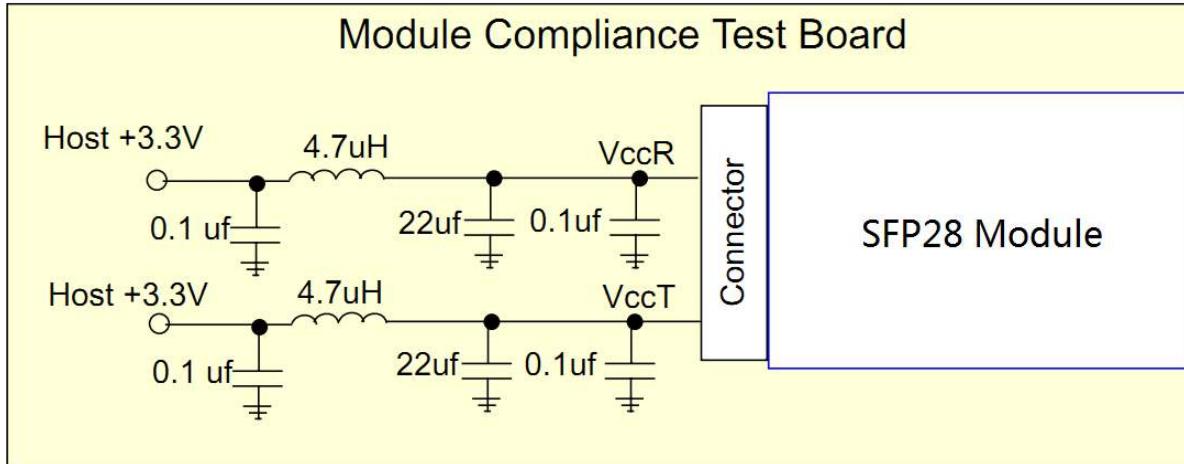 Module Compliance Test Board
Host +3.3V
4.7uH
VccR
0.1 uf
22uf
0.1uf
Host +3.3V
4.7uH
VccT
0.1 uf
22uf
0.1uf
Connector
SFP28 Module